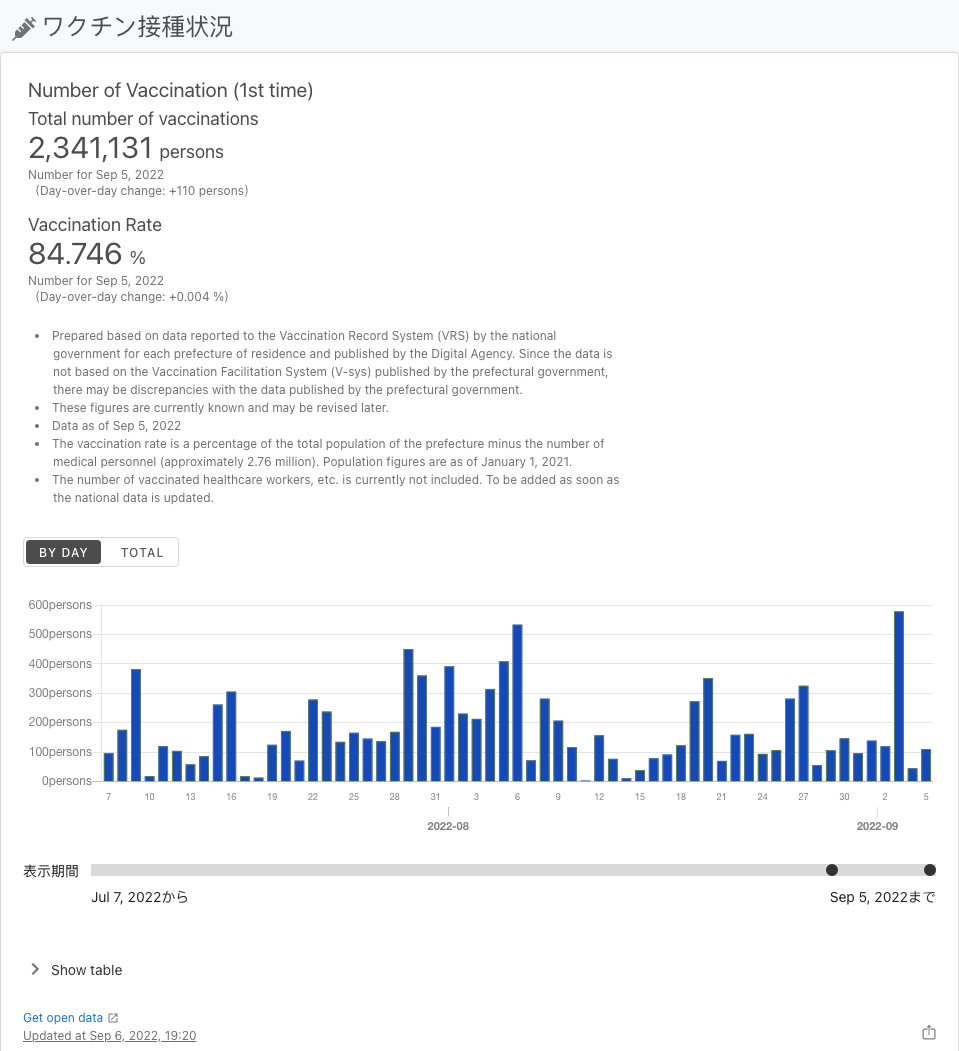 ワクチン接種状況
Number of Vaccination (1st time)
Total number of vaccinations
2,341,131 persons
Number for Sep 5, 2022
(Day-over-day change: +110 persons)
Vaccination Rate
84.746 %
Number for Sep 5, 2022
(Day-over-day change: +0.004 %)
• Prepared based on data reported to the Vaccination Record System (VRS) by the national
government for each prefecture of residence and published by the Digital Agency. Since the data is
not based on the Vaccination Facilitation System (V-sys) published by the prefectural government,
there may be discrepancies with the data published by the prefectural government.
• These figures are currently known and may be revised later.
• Data as of Sep 5, 2022
• The vaccination rate is a percentage of the total population of the prefecture minus the number of
medical personnel (approximately 2.76 million). Population figures are as of January 1, 2021.
• The number of vaccinated healthcare workers, etc. is currently not included. To be added as soon as
the national data is updated.
BY DAY TOTAL
600persons
500persons
400persons
300persons
200persons
100persons
0persons
7 10 13 16 19 22 25 28 31 3 6 9 12 15 18 21 24 27 30 2 5
2022-08 2022-09
表示期間
Jul 7, 2022から Sep 5, 2022まで
Show table
Get open data
Updated at Sep 6, 2022, 19:20